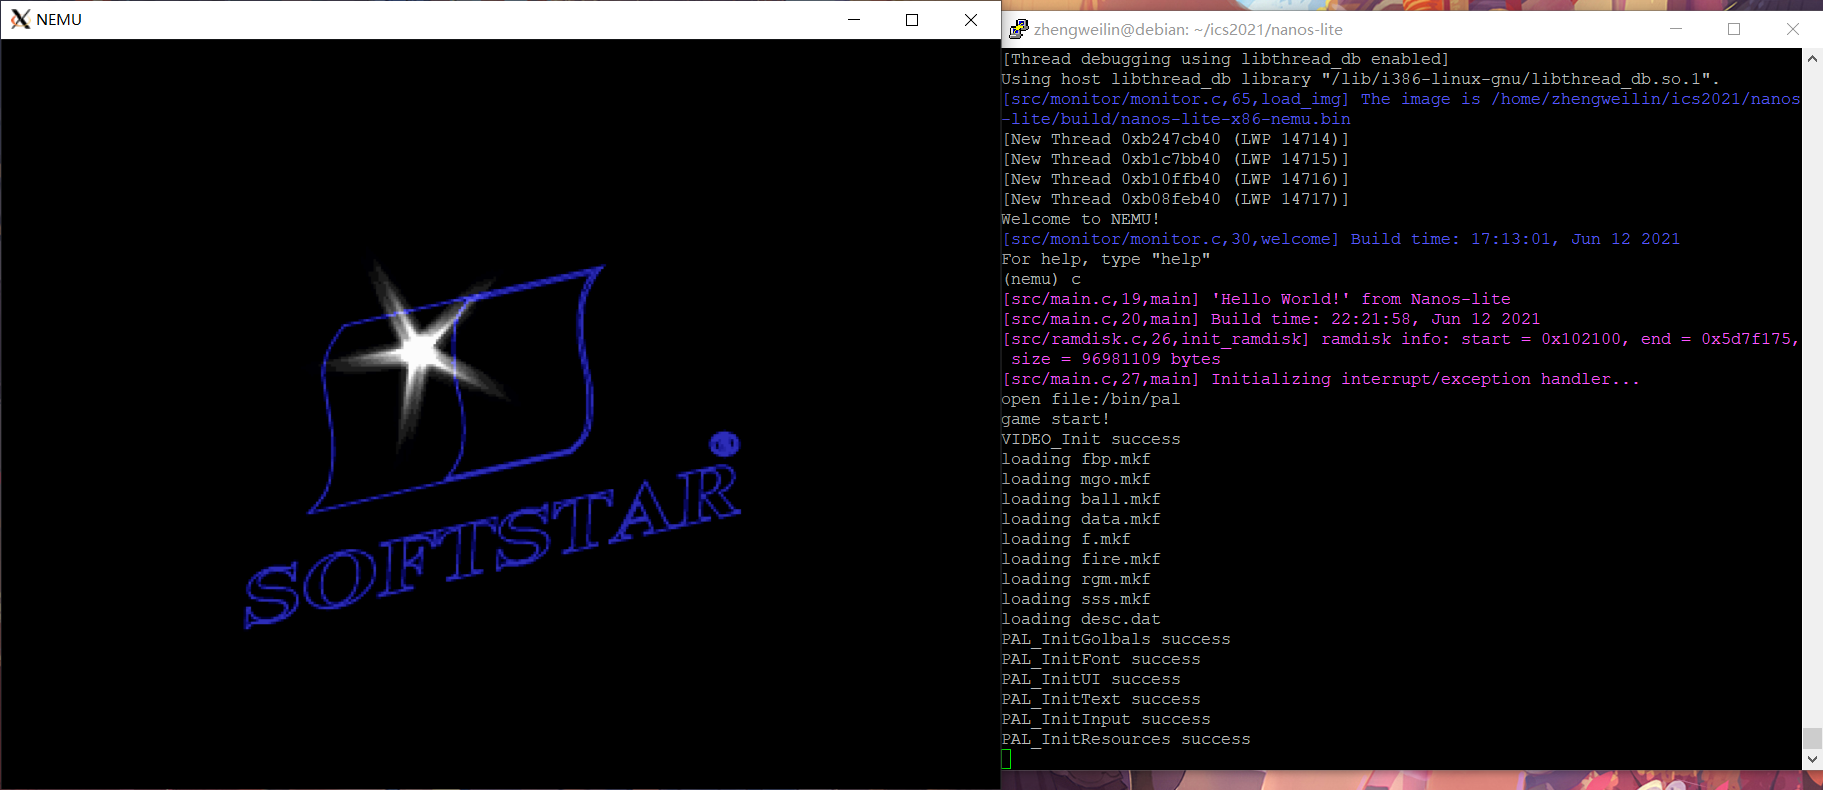 NEMU
SOFTSTAR
zhengweilin@debian: ~/ics2021/nanos-lite
[Thread debugging using libthread_db enabled]
Using host libthread_db library "/lib/i386-linux-gnu/libthread_db.so.1".
[src/monitor/monitor.c,65,load_img] The image is /home/zhengweilin/ics2021/nanos
-lite/build/nanos-lite-x86-nemu.bin
[New Thread 0xb247cb40 (LWP 14714)]
[New Thread 0xb1c7bb40 (LWP 14715)]
[New Thread 0xb10ffb40 (LWP 14716)]
[New Thread 0xb08feb40 (LWP 14717)]
Welcome to NEMU!
[src/monitor/monitor.c,30,welcome] Build time: 17:13:01, Jun 12 2021
For help, type "help"
(nemu) c
[src/main.c,19,main] 'Hello World!' from Nanos-lite
[src/main.c,20,main] Build time: 22:21:58, Jun 12 2021
[src/ramdisk.c,26,init_ramdisk] ramdisk info: start = 0x102100, end = 0x5d7f175,
 size = 96981109 bytes
[src/main.c,27,main] Initializing interrupt/exception handler...
open file:/bin/pal
game start!
VIDEO_Init success
loading fbp.mkf
loading mgo.mkf
loading ball.mkf
loading data.mkf
loading f.mkf
loading fire.mkf
loading rgm.mkf
loading sss.mkf
loading desc.dat
PAL_InitGolbals success
PAL_InitFont success
PAL_InitUI success
PAL_InitText success
PAL_InitInput success
PAL_InitResources success